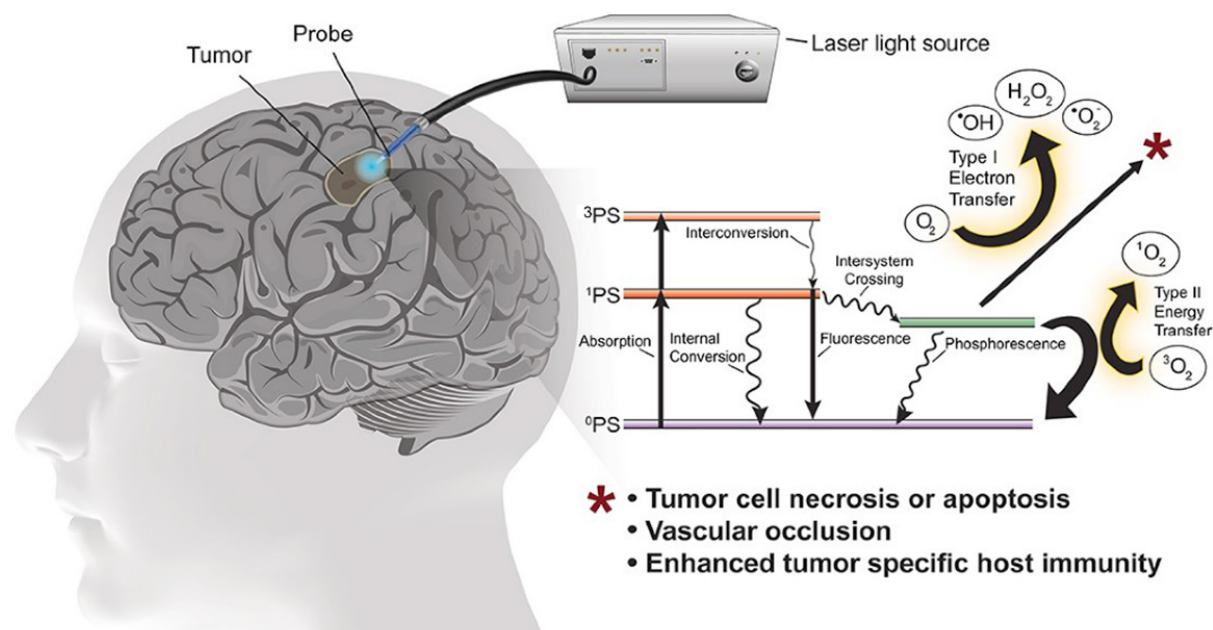 Tumor
Probe
Laser light source
H₂O₂
•OH
•O₂⁻
*
Type I
Electron
Transfer
O₂
³PS
Interconversion
Intersystem
Crossing
¹O₂
¹PS
Type II
Energy
Transfer
Absorption
Internal
Conversion
Fluorescence
Phosphorescence
³O₂
⁰PS
* • Tumor cell necrosis or apoptosis
• Vascular occlusion
• Enhanced tumor specific host immunity